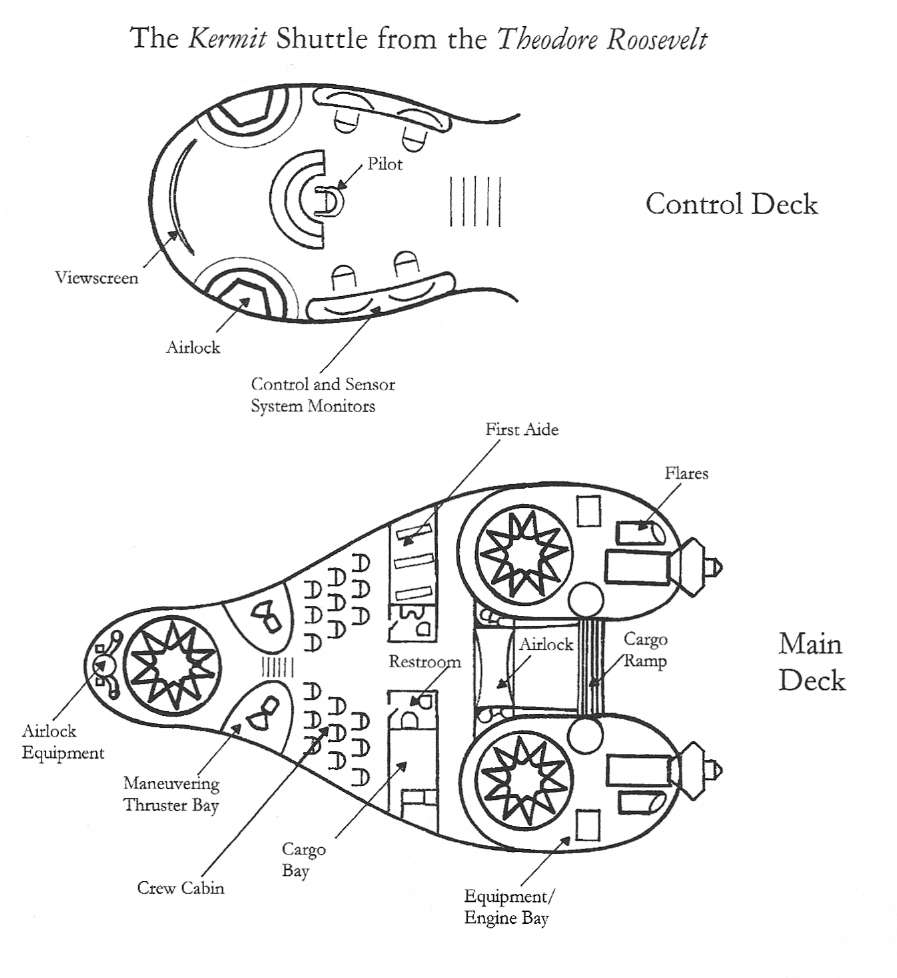 The Kermit Shuttle from the Theodore Roosevelt
Pilot
Control Deck
Viewscreen
Airlock
Control and Sensor
System Monitors
First Aide
Flares
Restroom
Airlock
Cargo
Ramp
Main
Deck
Airlock
Equipment
Maneuvering
Thruster Bay
Cargo
Bay
Crew Cabin
Equipment/
Engine Bay